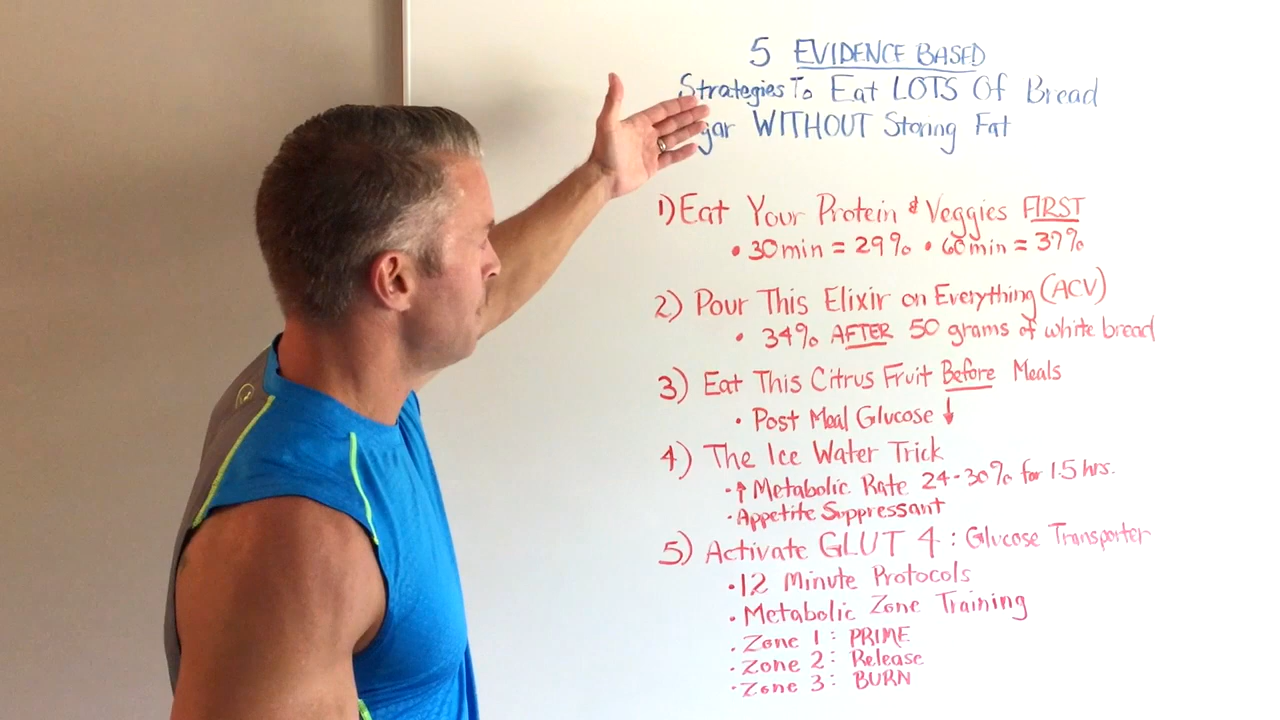 5 EVIDENCE BASED
Strategies To Eat LOTS Of Bread
WITHOUT Storing Fat
1) Eat Your Protein & Veggies FIRST
• 30 min = 29% • 60 min = 37%
2) Pour This Elixir on Everything (ACV)
• 34% AFTER 50 grams of white bread
3) Eat This Citrus Fruit Before Meals
• Post Meal Glucose ↓
4) The Ice Water Trick
• ↑ Metabolic Rate 24-30% for 1.5 hrs.
• Appetite Suppressant
5) Activate GLUT 4 : Glucose Transporter
• 12 Minute Protocols
• Metabolic Zone Training
• Zone 1 : PRIME
• Zone 2 : Release
• Zone 3 : BURN